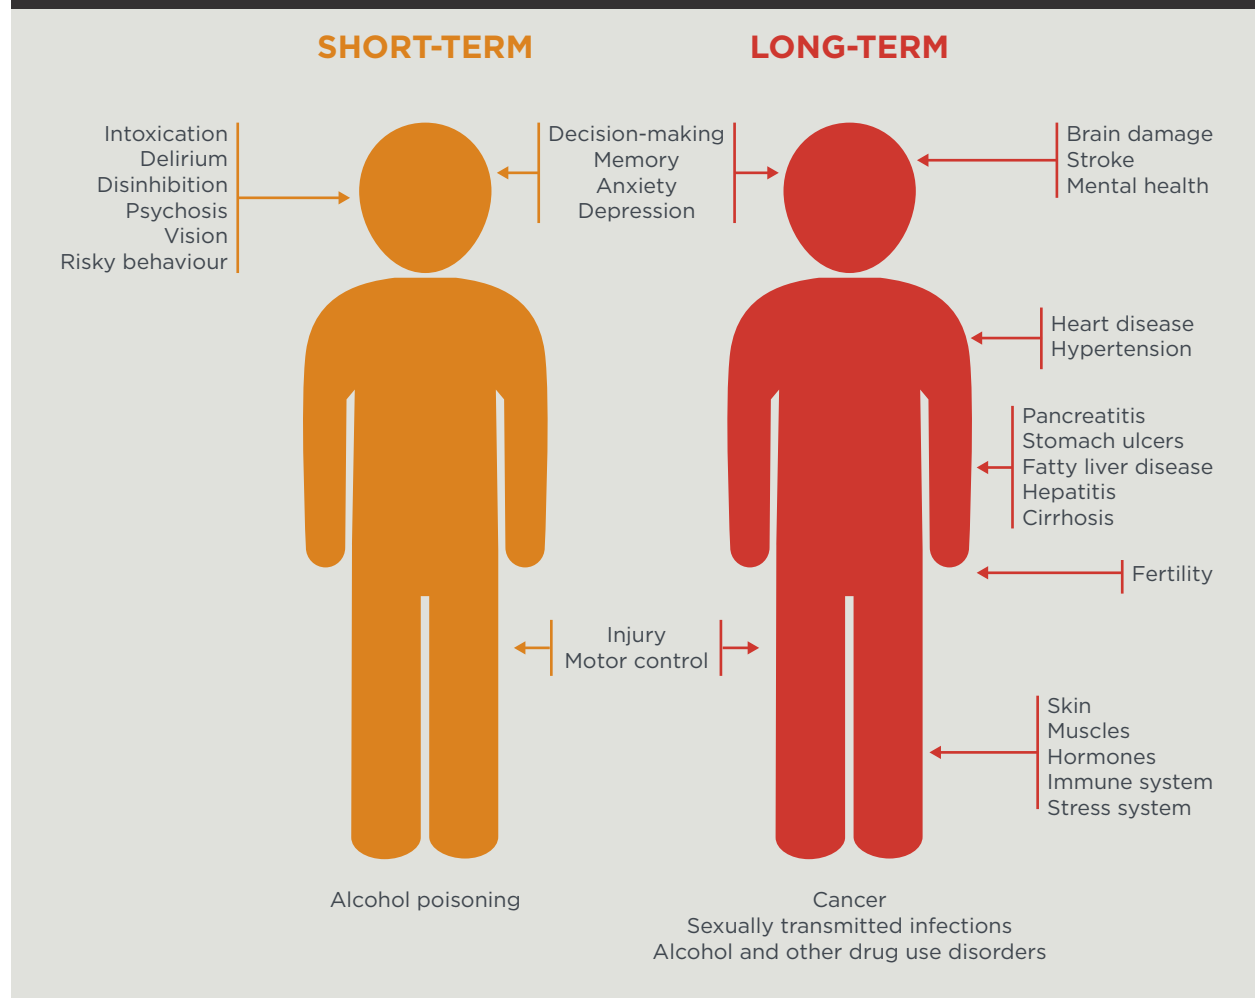 SHORT-TERM
LONG-TERM
Intoxication
Delirium
Disinhibition
Psychosis
Vision
Risky behaviour
Decision-making
Memory
Anxiety
Depression
Brain damage
Stroke
Mental health
Heart disease
Hypertension
Pancreatitis
Stomach ulcers
Fatty liver disease
Hepatitis
Cirrhosis
Fertility
Injury
Motor control
Skin
Muscles
Hormones
Immune system
Stress system
Alcohol poisoning
Cancer
Sexually transmitted infections
Alcohol and other drug use disorders